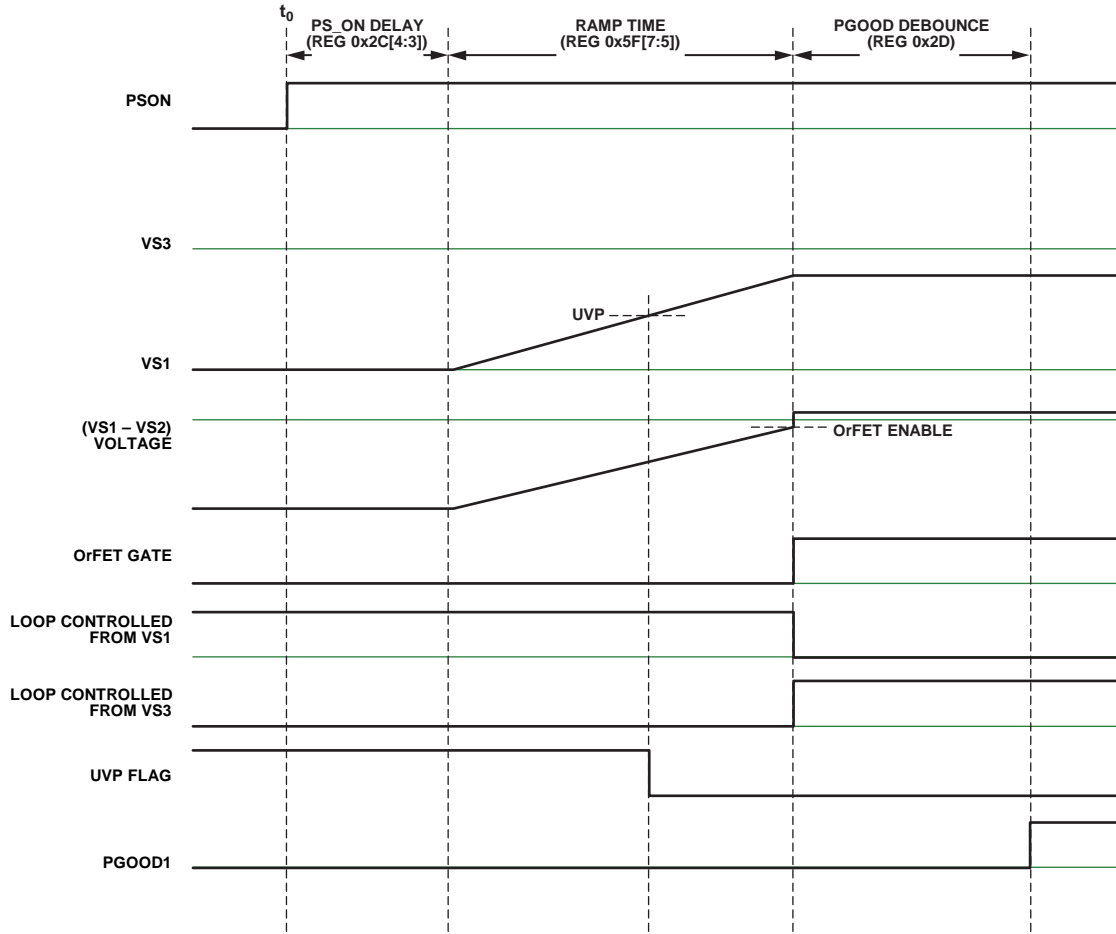 t0
PS_ON DELAY
(REG 0x2C[4:3])
RAMP TIME
(REG 0x5F[7:5])
PGOOD DEBOUNCE
(REG 0x2D)
PSON
VS3
UVP
VS1
(VS1 – VS2)
VOLTAGE
OrFET ENABLE
OrFET GATE
LOOP CONTROLLED
FROM VS1
LOOP CONTROLLED
FROM VS3
UVP FLAG
PGOOD1